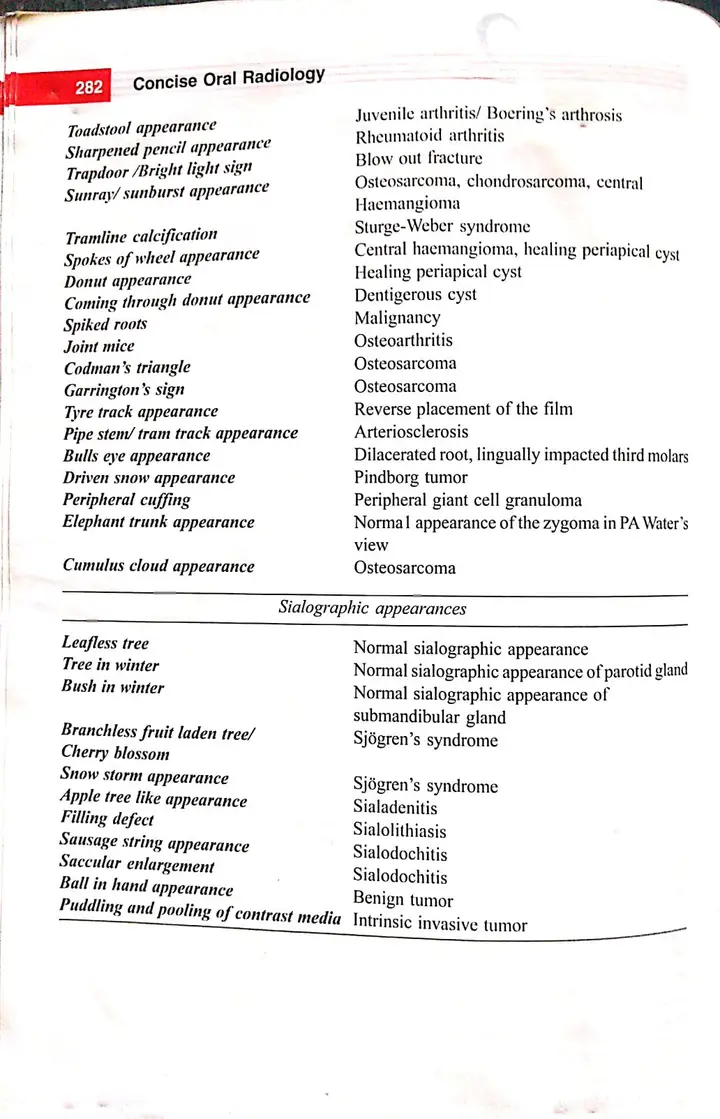 282 Concise Oral Radiology
Toadstool appearance Juvenile arthritis/ Boering's arthrosis
Sharpened pencil appearance Rheumatoid arthritis
Trapdoor /Bright light sign Blow out fracture
Sunray/ sunburst appearance Osteosarcoma, chondrosarcoma, central
Haemangioma
Tramline calcification Sturge-Weber syndrome
Spokes of wheel appearance Central haemangioma, healing periapical cyst
Donut appearance Healing periapical cyst
Coming through donut appearance Dentigerous cyst
Spiked roots Malignancy
Joint mice Osteoarthritis
Codman's triangle Osteosarcoma
Garrington's sign Osteosarcoma
Tyre track appearance Reverse placement of the film
Pipe stem/ tram track appearance Arteriosclerosis
Bulls eye appearance Dilacerated root, lingually impacted third molars
Driven snow appearance Pindborg tumor
Peripheral cuffing Peripheral giant cell granuloma
Elephant trunk appearance Normal appearance of the zygoma in PA Water's
view
Cumulus cloud appearance Osteosarcoma
Sialographic appearances
Leafless tree Normal sialographic appearance
Tree in winter Normal sialographic appearance of parotid gland
Bush in winter Normal sialographic appearance of
submandibular gland
Branchless fruit laden tree/ Sjögren's syndrome
Cherry blossom
Snow storm appearance Sjögren's syndrome
Apple tree like appearance Sialadenitis
Filling defect Sialolithiasis
Sausage string appearance Sialodochitis
Saccular enlargement Sialodochitis
Ball in hand appearance Benign tumor
Puddling and pooling of contrast media Intrinsic invasive tumor